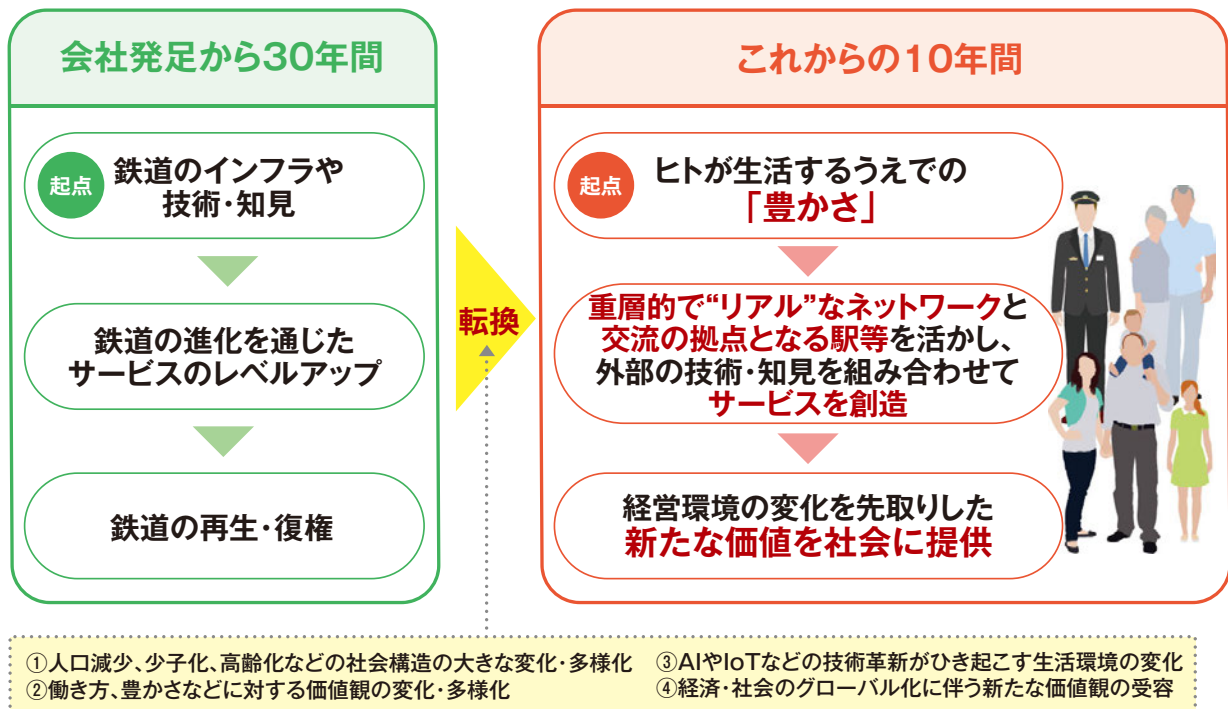 会社発足から30年間
起点
鉄道のインフラや
技術・知見
鉄道の進化を通じた
サービスのレベルアップ
鉄道の再生・復権
転換
これからの10年間
起点
ヒトが生活するうえでの
「豊かさ」
重層的で“リアル”なネットワークと
交流の拠点となる駅等を活かし、
外部の技術・知見を組み合わせて
サービスを創造
経営環境の変化を先取りした
新たな価値を社会に提供
①人口減少、少子化、高齢化などの社会構造の大きな変化・多様化
②働き方、豊かさなどに対する価値観の変化・多様化
③AIやIoTなどの技術革新がひき起こす生活環境の変化
④経済・社会のグローバル化に伴う新たな価値観の受容